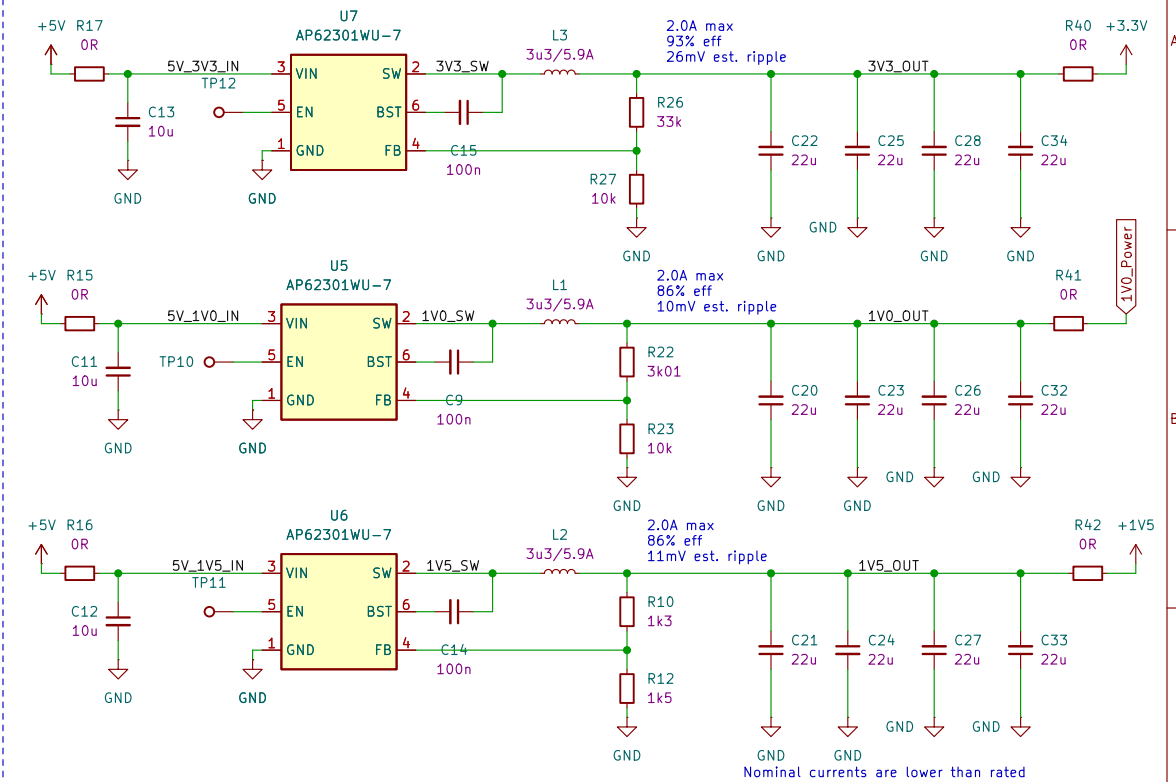 +5V R17
0R
U7
AP62301WU-7
5V_3V3_IN
TP12
C13
10u
GND
3 VIN
5 EN
1 GND
SW 2
BST 6
FB 4
GND
3V3_SW
C15
100n
L3
3u3/5.9A
2.0A max
93% eff
26mV est. ripple
R26
33k
R27
10k
GND
3V3_OUT
C22
22u
C25
22u
C28
22u
C34
22u
GND
GND
GND
GND
R40
0R
+3.3V
A
+5V R15
0R
U5
AP62301WU-7
5V_1V0_IN
TP10
C11
10u
GND
3 VIN
5 EN
1 GND
SW 2
BST 6
FB 4
GND
1V0_SW
C9
100n
L1
3u3/5.9A
2.0A max
86% eff
10mV est. ripple
R22
3k01
R23
10k
GND
1V0_OUT
C20
22u
C23
22u
C26
22u
C32
22u
GND
GND
GND
GND
R41
0R
1V0_Power
B
+5V R16
0R
U6
AP62301WU-7
5V_1V5_IN
TP11
C12
10u
GND
3 VIN
5 EN
1 GND
SW 2
BST 6
FB 4
GND
1V5_SW
C14
100n
L2
3u3/5.9A
2.0A max
86% eff
11mV est. ripple
R10
1k3
R12
1k5
GND
1V5_OUT
C21
22u
C24
22u
C27
22u
C33
22u
GND
GND
GND
GND
R42
0R
+1V5
Nominal currents are lower than rated